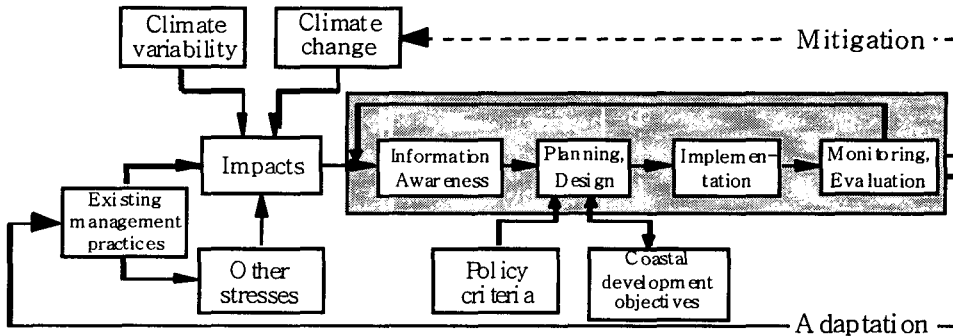 Climate
variability
Climate
change
Mitigation
Impacts
Information
Awareness
Planning,
Design
Implemen-
tation
Monitoring,
Evaluation
Existing
management
practices
Other
stresses
Policy
criteria
Coastal
development
objectives
Adaptation